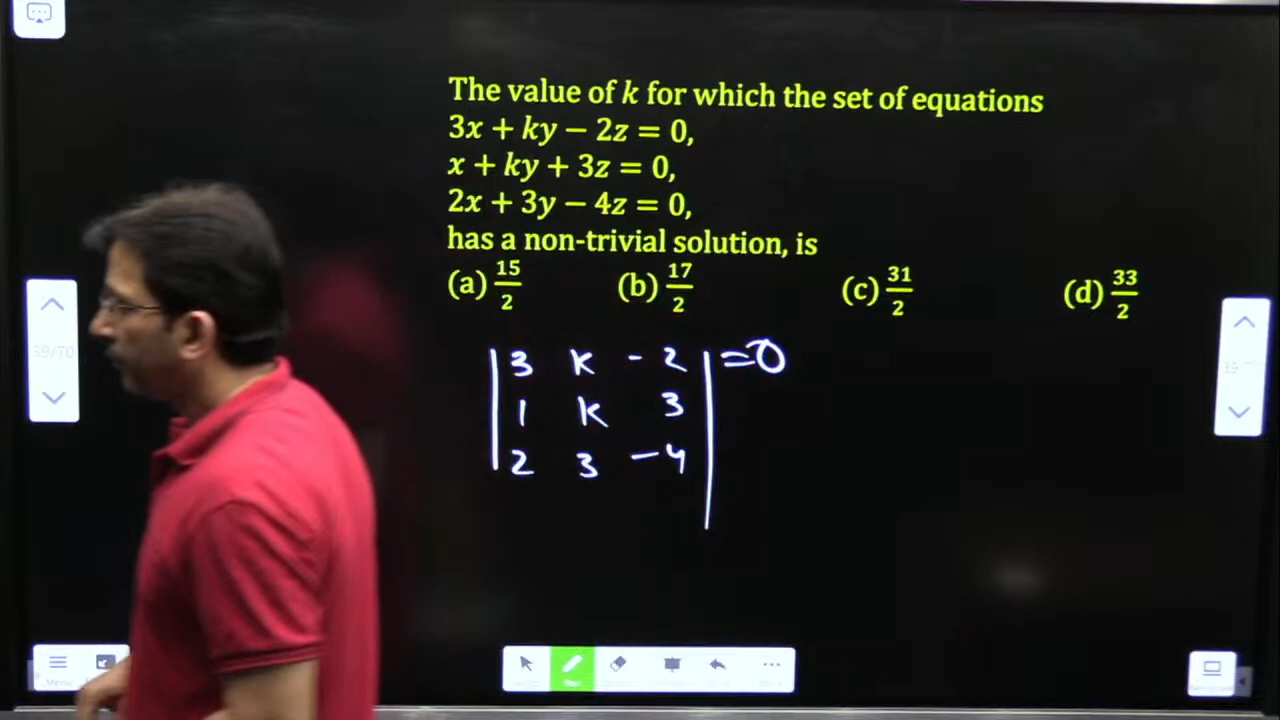 The value of k for which the set of equations
3x + ky − 2z = 0,
x + ky + 3z = 0,
2x + 3y − 4z = 0,
has a non-trivial solution, is
(a) 15/2 (b) 17/2 (c) 31/2 (d) 33/2
| 3 k -2 | =0
| 1 k 3 |
| 2 3 -4 |
39/70